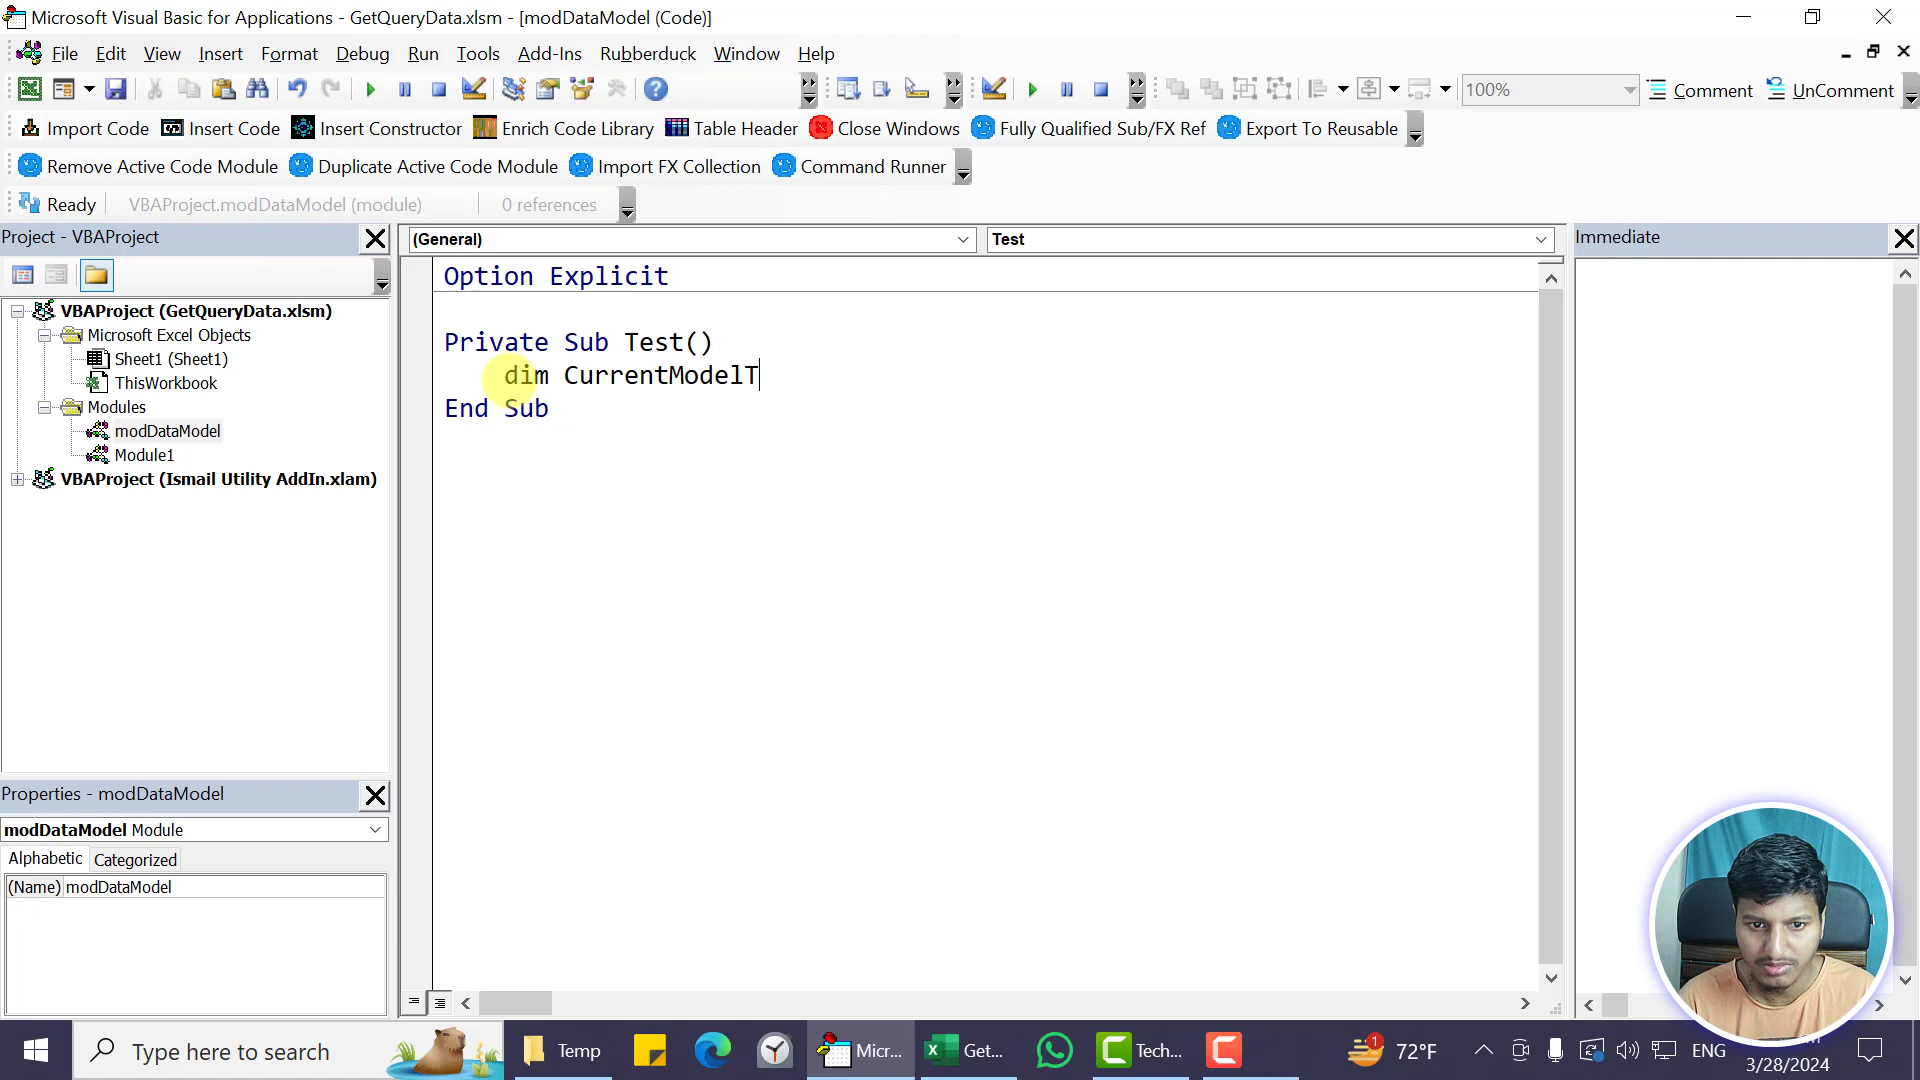 Microsoft Visual Basic for Applications - GetQueryData.xlsm - [modDataModel (Code)]
File Edit View Insert Format Debug Run Tools Add-Ins Rubberduck Window Help
100% Comment UnComment
Import Code Insert Code Insert Constructor Enrich Code Library Table Header Close Windows Fully Qualified Sub/FX Ref Export To Reusable
Remove Active Code Module Duplicate Active Code Module Import FX Collection Command Runner
Ready VBAProject.modDataModel (module) 0 references
Project - VBAProject
(General)
Test
Immediate
VBAProject (GetQueryData.xlsm)
Microsoft Excel Objects
Sheet1 (Sheet1)
ThisWorkbook
Modules
modDataModel
Module1
VBAProject (Ismail Utility AddIn.xlam)
Option Explicit
Private Sub Test()
dim CurrentModelT
End Sub
Properties - modDataModel
modDataModel Module
Alphabetic Categorized
(Name) modDataModel
Type here to search
Temp
Micr...
Get...
Tech...
1
72°F
ENG
3/28/2024